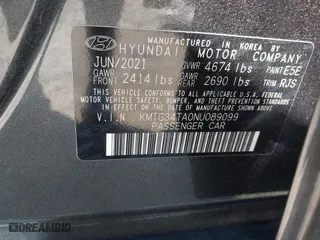 MANUFACTURED IN KOREA BY
HYUNDAI MOTOR COMPANY
JUN/2021 GVWR 4674 lbs PAINT E5E
GAWR FRONT 2414 lbs GAWR REAR 2690 lbs TRIM RJS
THIS VEHICLE CONFORMS TO ALL APPLICABLE
FEDERAL MOTOR VEHICLE SAFETY, BUMPER, AND
THEFT PREVENTION STANDARDS IN EFFECT ON
THE DATE OF MANUFACTURE SHOWN ABOVE.
V.I.N KMTG34TA0NU089099
PASSENGER CAR
DREAMBID